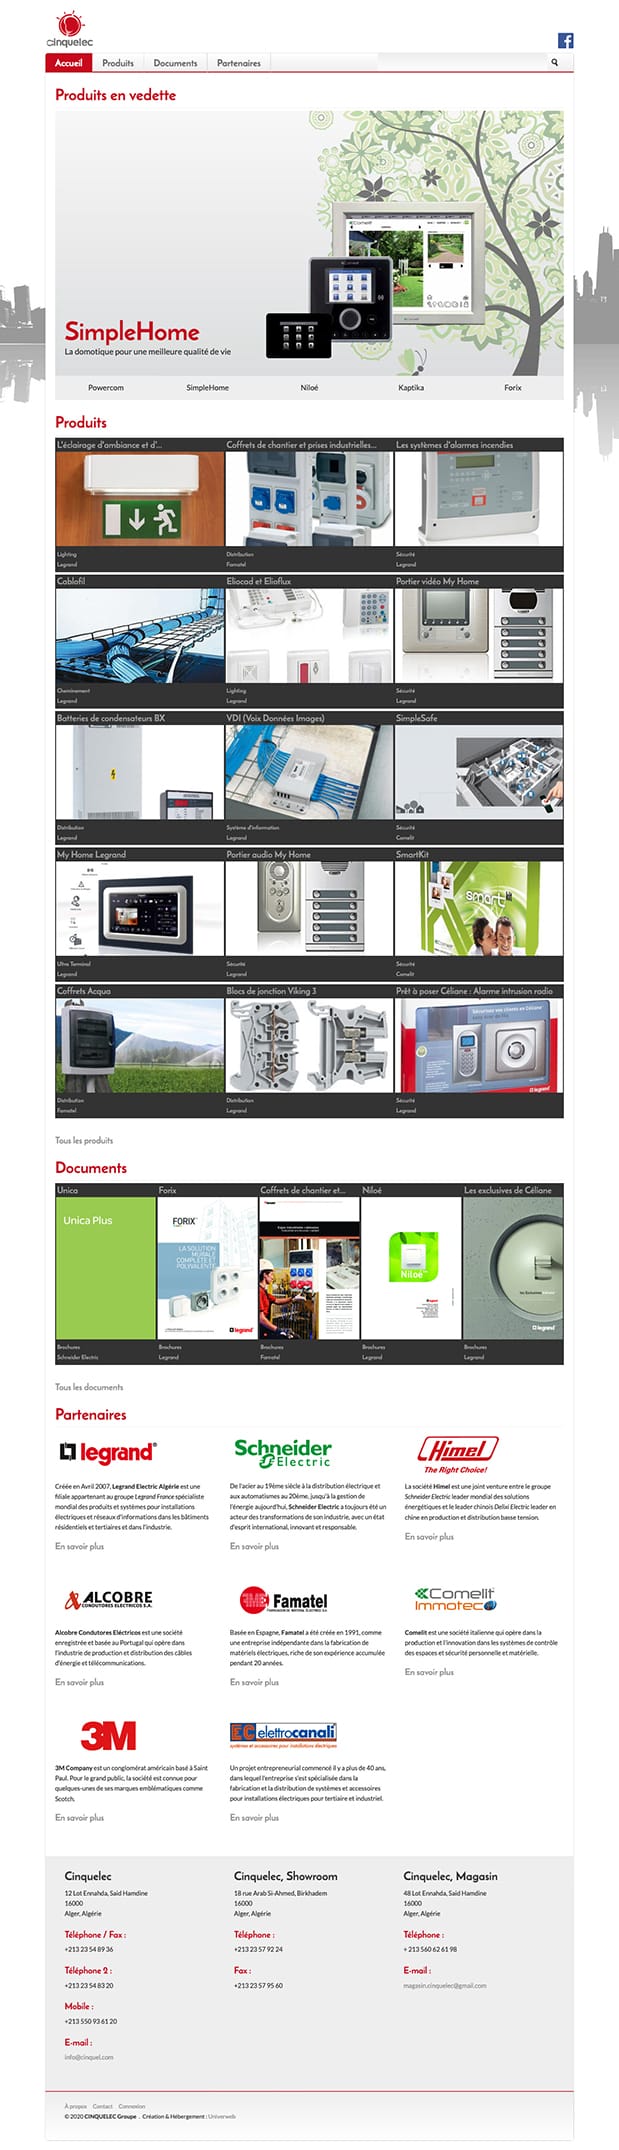 cinquelec
Accueil
Produits
Documents
Partenaires
Produits en vedette
Comelit
SimpleHome
La domotique pour une meilleure qualité de vie
Powercom
SimpleHome
Niloé
Kaptika
Forix
Produits
L'éclairage d'ambiance et d'...
Coffrets de chantier et prises industrielles...
Les systèmes d'alarmes incendies
Lighting
Legrand
Distribution
Famatel
Sécurité
Legrand
Cablofil
Eliocad et Elioflux
Portier vidéo My Home
Cheminement
Legrand
Lighting
Legrand
Sécurité
Legrand
Batteries de condensateurs BX
VDI (Voix Données Images)
SimpleSafe
Distribution
Legrand
Système d'information
Legrand
Sécurité
Comelit
My Home Legrand
Portier audio My Home
SmartKit
smart
Ultra Terminal
Legrand
Sécurité
Legrand
Sécurité
Comelit
Coffrets Acqua
Blocs de jonction Viking 3
Prêt à poser Céliane : Alarme intrusion radio
Sécurisez vos clients en Céliane
Distribution
Famatel
Distribution
Legrand
Sécurité
Legrand
Tous les produits
Documents
Unica
Forix
Coffrets de chantier et...
Niloé
Les exclusives de Céliane
Unica Plus
FORIX
LA SOLUTION
MURALE
COMPLÈTE ET
POLYVALENTE
legrand
Niloé
legrand
Brochures
Schneider Electric
Brochures
Legrand
Brochures
Famatel
Brochures
Legrand
Brochures
Legrand
Tous les documents
Partenaires
legrand
Créée en Avril 2007, Legrand Electric Algérie est une
filiale appartenant au groupe Legrand France spécialiste
mondial des produits et systèmes pour installations
électriques et réseaux d'informations dans les bâtiments
résidentiels et tertiaires et dans l'industrie.
En savoir plus
Schneider
Electric
De l'acier au 19ème siècle à la distribution électrique et
aux automatismes au 20ème, jusqu'à la gestion de
l'énergie aujourd'hui, Schneider Electric a toujours été un
acteur des transformations de son industrie, avec un état
d'esprit international, innovant et responsable.
En savoir plus
Himel
The Right Choice!
La société Himel est une joint venture entre le groupe
Schneider Electric leader mondial des solutions
énergétiques et le leader chinois Delixi Electric leader en
chine en production et distribution basse tension.
En savoir plus
ALCOBRE
CONDUTORES ELECTRICOS S.A.
Alcobre Condutores Eléctricos est une société
enregistrée et basée au Portugal qui opère dans
l'industrie de production et distribution des câbles
d'énergie et télécommunications.
En savoir plus
Famatel
FABRICACION DE MATERIAL ELECTRICO S.A.
Basée en Espagne, Famatel a été créée en 1991, comme
une entreprise indépendante dans la fabrication de
matériels électriques, riche de son expérience accumulée
pendant 20 années.
En savoir plus
Comelit
Immotec
Comelit est une société italienne qui opère dans la
production et l'innovation dans les systèmes de contrôle
des espaces et sécurité personnelle et matérielle.
En savoir plus
3M
3M Company est un conglomérat américain basé à Saint
Paul. Pour le grand public, la société est connue pour
quelques-unes de ses marques emblématiques comme
Scotch.
En savoir plus
EC elettrocanali
sistemi e accessori per installazioni elettriche
Un projet entrepreneurial commencé il y a plus de 40 ans,
dans lequel l'entreprise s'est spécialisée dans la
fabrication et la distribution de systèmes et accessoires
pour installations électriques pour tertiaire et industriel.
En savoir plus
Cinquelec
12 Lot Ennahda, Said Hamdine
16000
Alger, Algérie
Téléphone / Fax :
+213 23 54 89 36
Téléphone 2 :
+213 23 54 83 20
Mobile :
+213 550 93 61 20
E-mail :
info@cinquel.com
Cinquelec, Showroom
18 rue Arab Si-Ahmed, Birkhadem
16000
Alger, Algérie
Téléphone :
+213 23 57 92 24
Fax :
+213 23 57 95 60
Cinquelec, Magasin
48 Lot Ennahda, Said Hamdine
16000
Alger, Algérie
Téléphone :
+ 213 560 62 61 98
E-mail :
magasin.cinquelec@gmail.com
À propos
Contact
Connexion
© 2020 CINQUELEC Groupe . Création & Hébergement : Univerweb